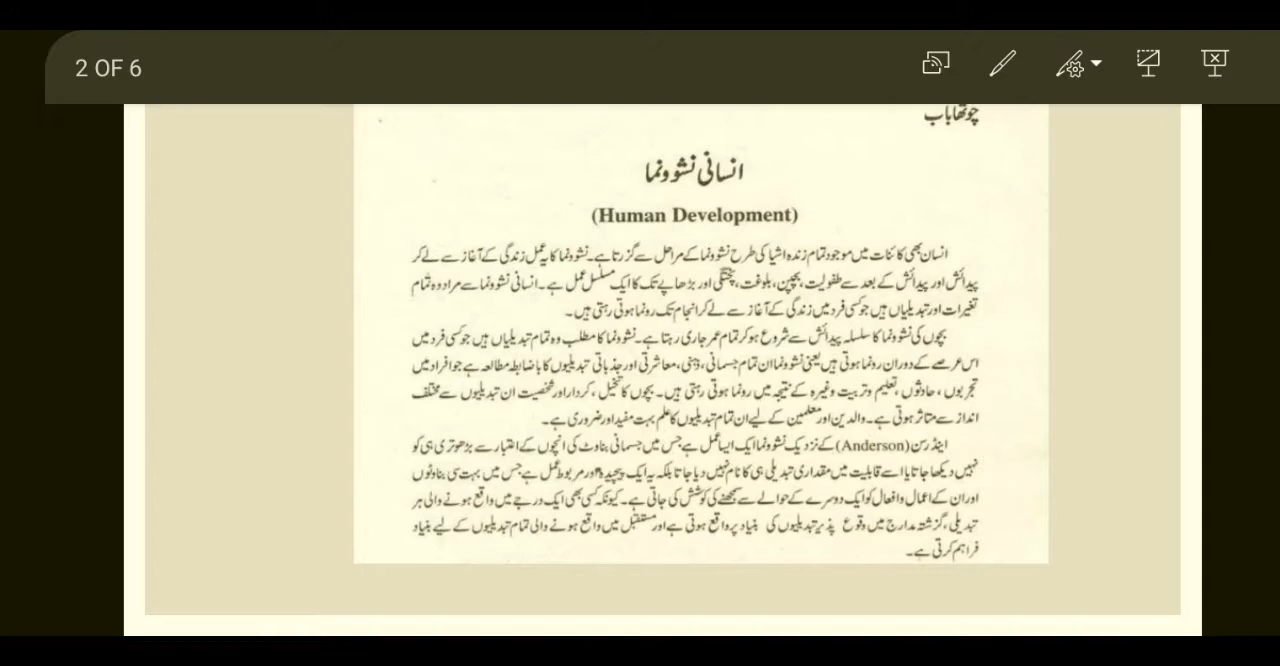 2 OF 6
چوتھا باب
انسانی نشوونما
(Human Development)
انسان بھی کائنات میں موجود تمام زندہ اشیا کی طرح نشوونما کے مراحل سے گزرتا ہے۔ نشوونما کا یہ عمل زندگی کے آغاز سے لے کر
پیدائش اور پیدائش کے بعد سے طفولیت، بچپن، بلوغت، پختگی اور بڑھاپے تک کا ایک مسلسل عمل ہے۔ انسانی نشوونما سے مراد وہ تمام
تغیرات اور تبدیلیاں ہیں جو کسی فرد میں زندگی کے آغاز سے لے کر انجام تک رونما ہوتی رہتی ہیں۔
بچوں کی نشوونما کا سلسلہ پیدائش سے شروع ہو کر تمام عمر جاری رہتا ہے۔ نشوونما کا مطلب وہ تمام تبدیلیاں ہیں جو کسی فرد میں
اس عرصے کے دوران رونما ہوتی ہیں یعنی نشوونما ان تمام جسمانی، ذہنی، معاشرتی اور جذباتی تبدیلیوں کا باضابطہ مطالعہ ہے جو افراد میں
تجربوں، حادثوں، تعلیم و تربیت وغیرہ کے نتیجہ میں رونما ہوتی رہتی ہیں۔ بچوں کا تخیل، کردار اور شخصیت ان تبدیلیوں سے مختلف
انداز سے متاثر ہوتی ہے۔ والدین اور معلمین کے لیے ان تمام تبدیلیوں کا علم بہت مفید اور ضروری ہے۔
اینڈرسن (Anderson) کے نزدیک نشوونما ایک ایسا عمل ہے جس میں جسمانی بناوٹ کی انچوں کے اعتبار سے بڑھوتری ہی کو
نہیں دیکھا جاتا یا اسے قابلیت میں مقداری تبدیلی ہی کا نام نہیں دیا جاتا بلکہ یہ ایک پیچیدہ اور مربوط عمل ہے جس میں بہت سی بناوٹوں
اور ان کے اعمال و افعال کو ایک دوسرے کے حوالے سے سمجھنے کی کوشش کی جاتی ہے۔ کیونکہ کسی بھی ایک درجے میں واقع ہونے والی ہر
تبدیلی، گزشتہ مدارج میں وقوع پذیر تبدیلیوں کی بنیاد پر واقع ہوتی ہے اور مستقبل میں واقع ہونے والی تمام تبدیلیوں کے لیے بنیاد
فراہم کرتی ہے۔